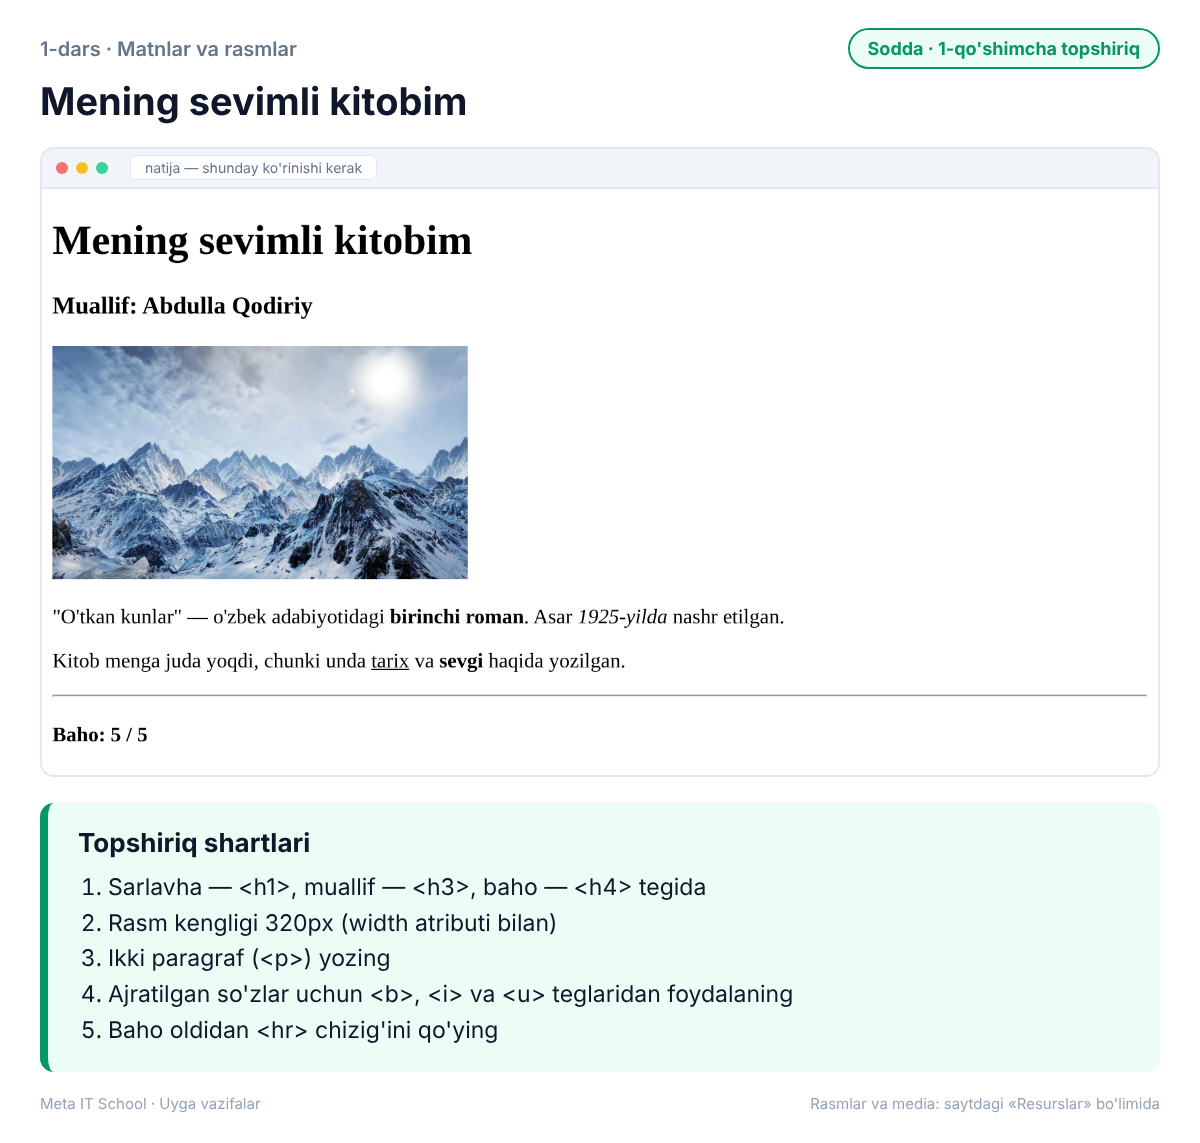 1-dars · Matnlar va rasmlar
Sodda · 1-qo'shimcha topshiriq
Mening sevimli kitobim
natija — shunday ko'rinishi kerak
Mening sevimli kitobim
Muallif: Abdulla Qodiriy
"O'tkan kunlar" — o'zbek adabiyotidagi birinchi roman. Asar 1925-yilda nashr etilgan.
Kitob menga juda yoqdi, chunki unda tarix va sevgi haqida yozilgan.
Baho: 5 / 5
Topshiriq shartlari
1. Sarlavha — <h1>, muallif — <h3>, baho — <h4> tegida
2. Rasm kengligi 320px (width atributi bilan)
3. Ikki paragraf (<p>) yozing
4. Ajratilgan so'zlar uchun <b>, <i> va <u> teglaridan foydalaning
5. Baho oldidan <hr> chizig'ini qo'ying
Meta IT School · Uyga vazifalar
Rasmlar va media: saytdagi «Resurslar» bo'limida